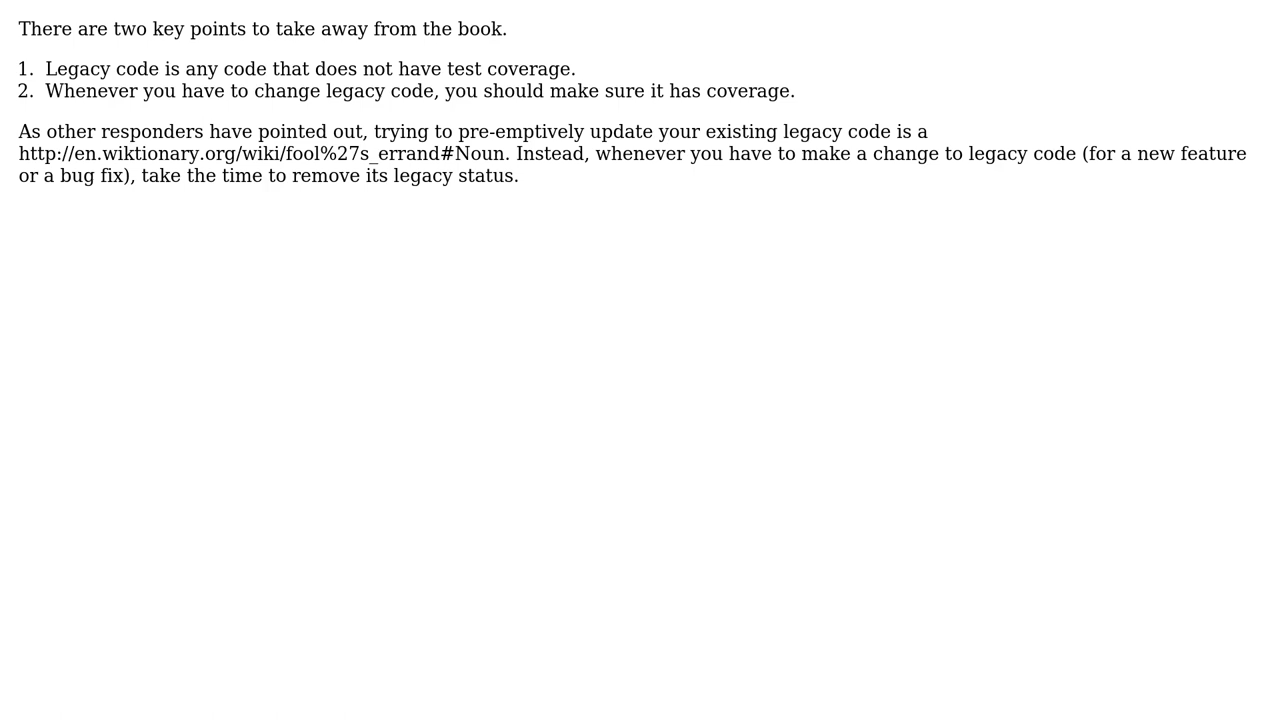 There are two key points to take away from the book.
1. Legacy code is any code that does not have test coverage.
2. Whenever you have to change legacy code, you should make sure it has coverage.
As other responders have pointed out, trying to pre-emptively update your existing legacy code is a
http://en.wiktionary.org/wiki/fool%27s_errand#Noun. Instead, whenever you have to make a change to legacy code (for a new feature
or a bug fix), take the time to remove its legacy status.